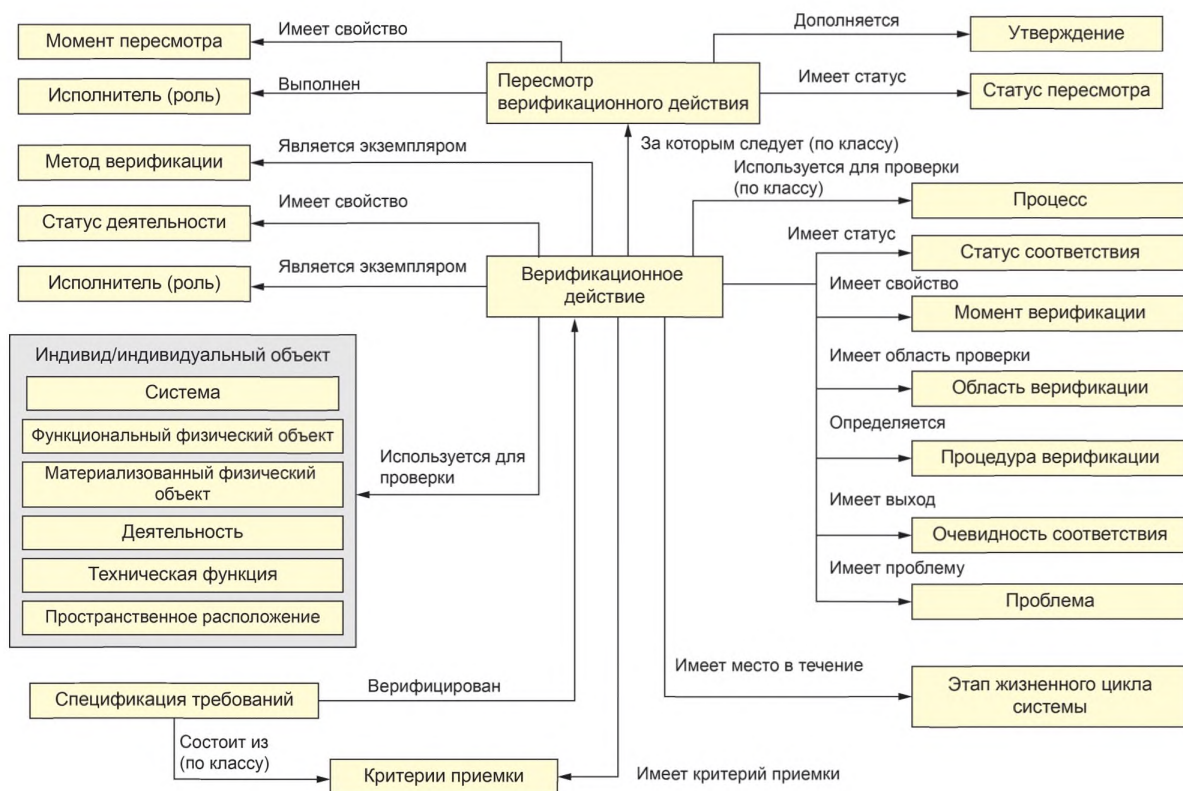 Имеет свойство
Дополняется
Момент пересмотра
Утверждение
Пересмотр
верификационного действия
Исполнитель (роль)
Выполнен
Имеет статус
Статус пересмотра
За которым следует (по классу)
Метод верификации
Является экземпляром
Используется для проверки
(по классу)
Процесс
Статус деятельности
Имеет свойство
Имеет статус
Статус соответствия
Исполнитель (роль)
Является экземпляром
Верификационное
действие
Имеет свойство
Момент верификации
Индивид/индивидуальный объект
Система
Функциональный физический объект
Материализованный физический
объект
Деятельность
Техническая функция
Пространственное расположение
Используется для
проверки
Имеет область проверки
Область верификации
Определяется
Процедура верификации
Имеет выход
Очевидность соответствия
Имеет проблему
Проблема
Имеет место в течение
Этап жизненного цикла
системы
Спецификация требований
Верифицирован
Состоит из
(по классу)
Критерии приемки
Имеет критерий приемки